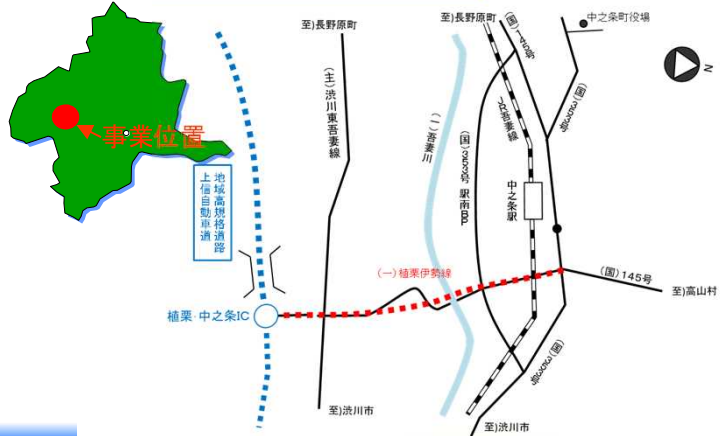 事業位置
地域高規格道路
上信自動車道
植栗・中之条IC
至)長野原町
(主)渋川東吾妻線
至)渋川市
(一)吾妻川
(一)植栗伊勢線
至)長野原町
(国)145号
JR吾妻線
(国)353号 駅南BP
中之条駅
中之条町役場
(国)353号
(国)145号
至)高山村
(国)353号
至)渋川市
N